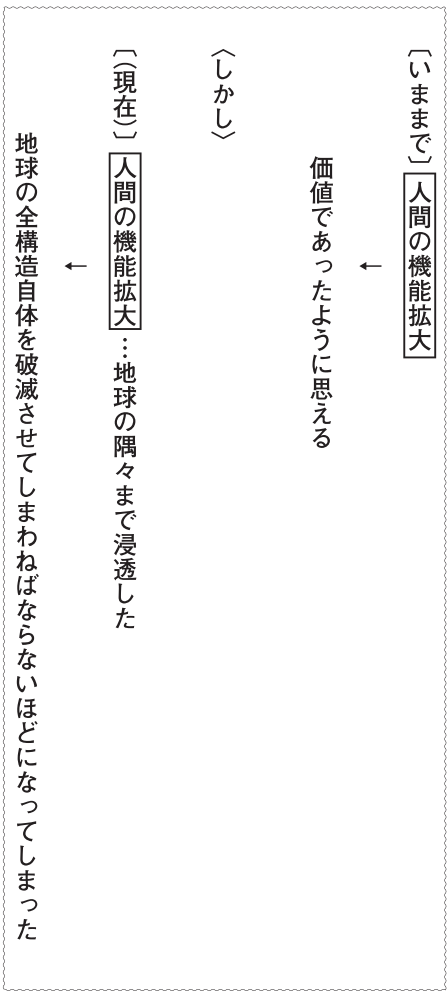 〔いままで〕人間の機能拡大
←
価値であったように思える
〈しかし〉
〔(現在)〕人間の機能拡大…地球の隅々まで浸透した
←
地球の全構造自体を破滅させてしまわねばならないほどになってしまった